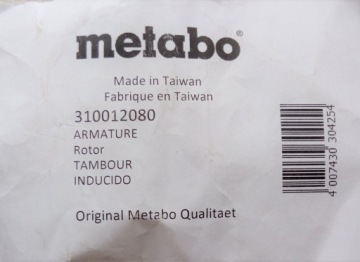 metabo®
Made in Taiwan
Fabrique en Taiwan
310012080
ARMATURE
Rotor
TAMBOUR
INDUCIDO
Original Metabo Qualitaet
4 007430 304254